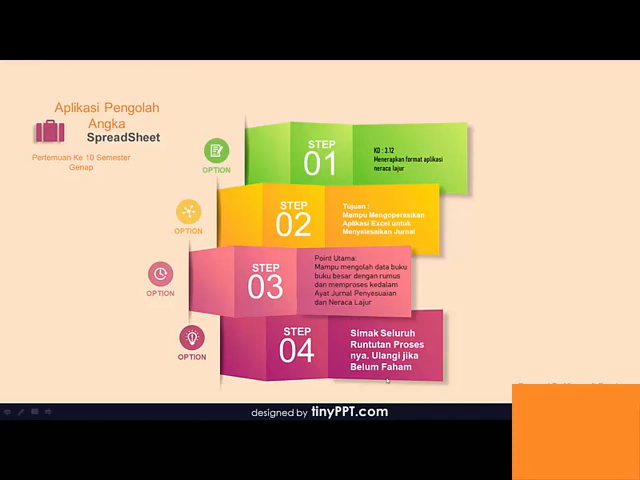 Aplikasi Pengolah
Angka
SpreadSheet
Pertemuan Ke 10 Semester
Genap
OPTION
STEP
01
KD : 3.12
Menerapkan format aplikasi
neraca lajur
OPTION
STEP
02
Tujuan :
Mampu Mengoperasikan
Aplikasi Excel untuk
Menyelesaikan Jurnal
OPTION
STEP
03
Point Utama:
Mampu mengolah data buku
buku besar dengan rumus
dan memproses kedalam
Ayat Jurnal Penyesuaian
dan Neraca Lajur
OPTION
STEP
04
Simak Seluruh
Runtutan Proses
nya. Ulangi jika
Belum Faham
designed by tinyPPT.com